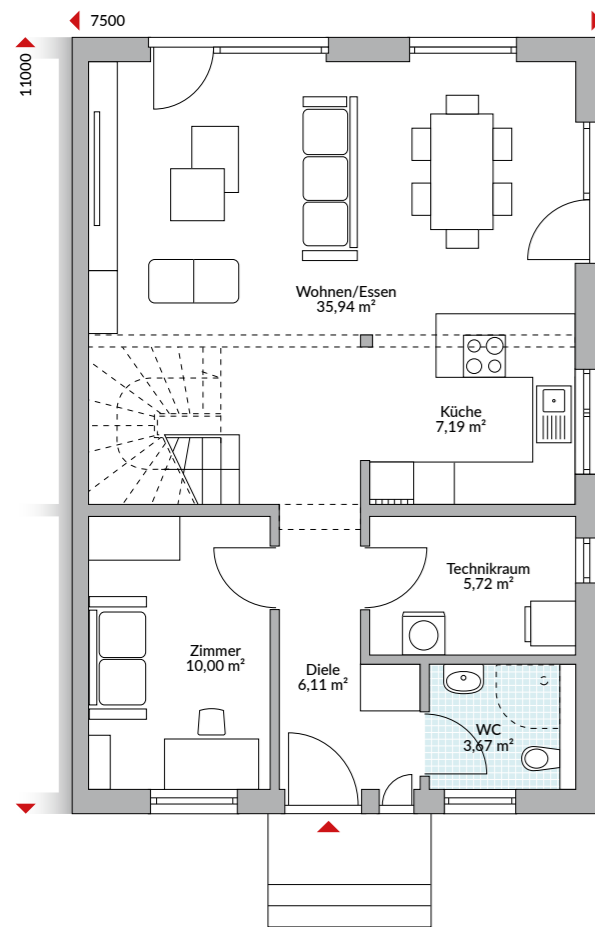 7500
11000
Wohnen/Essen
35,94 m²
Küche
7,19 m²
Technikraum
5,72 m²
Zimmer
10,00 m²
Diele
6,11 m²
WC
3,67 m²